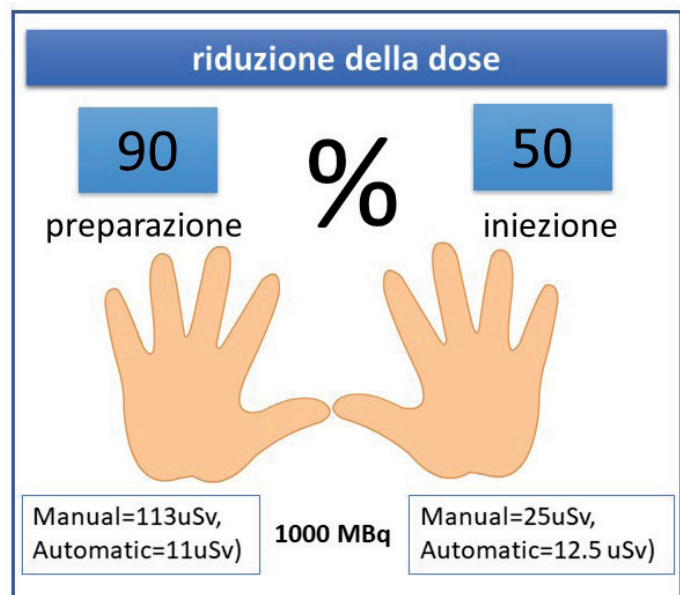 riduzione della dose
90
%
50
preparazione
iniezione
Manual=113uSv,
Automatic=11uSv)
1000 MBq
Manual=25uSv,
Automatic=12.5 uSv)